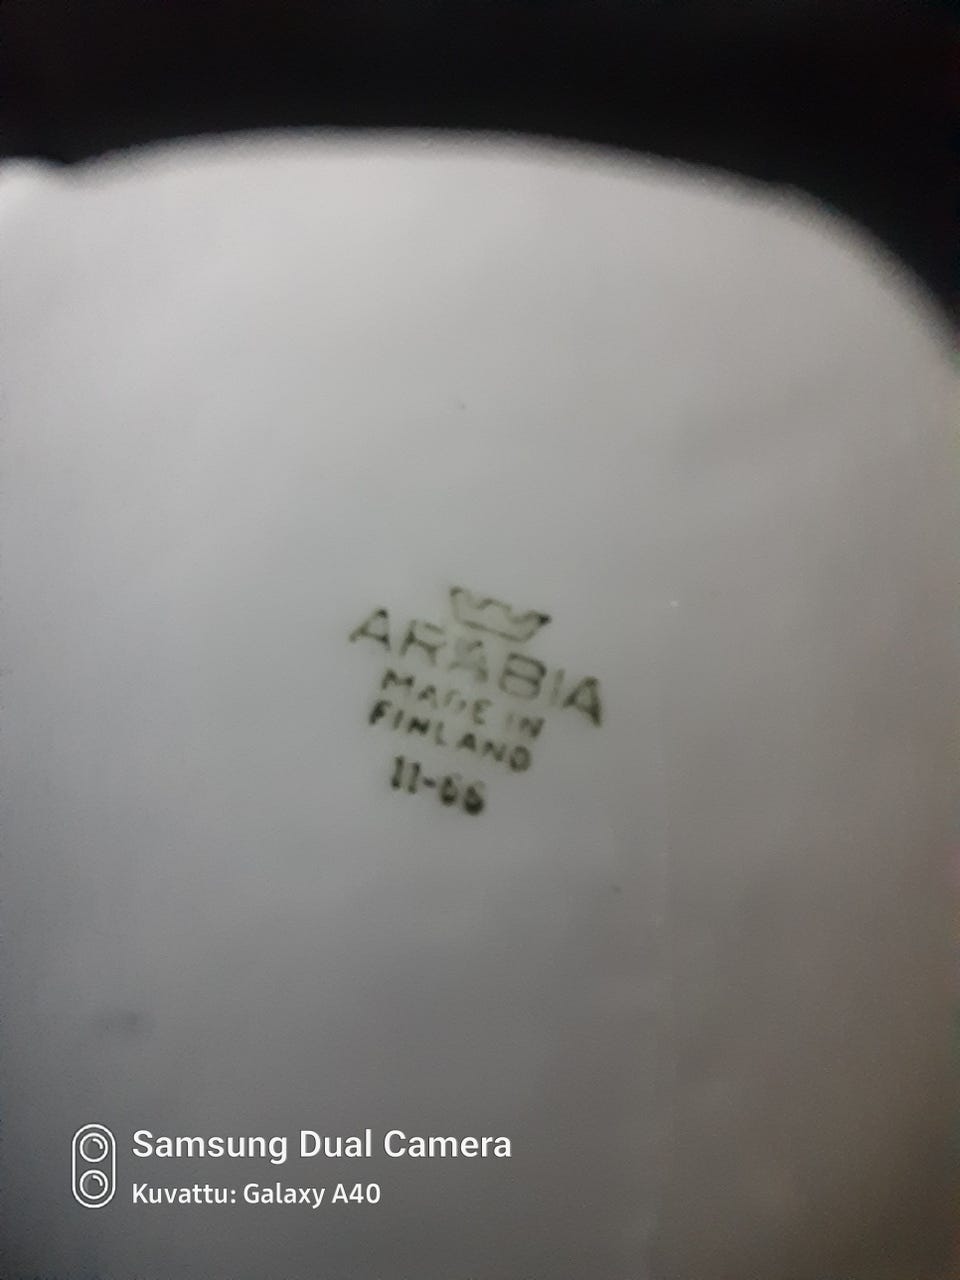 ARABIA
MADE IN
FINLAND
11-66
Samsung Dual Camera
Kuvattu: Galaxy A40